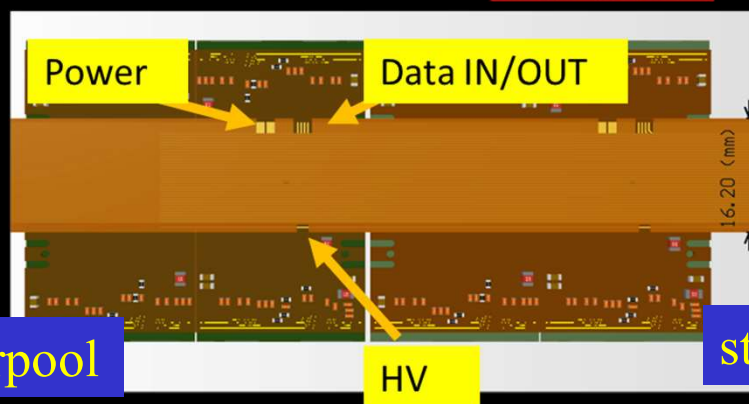 Power
Data IN/OUT
16.20 (mm)
rpool
st
HV